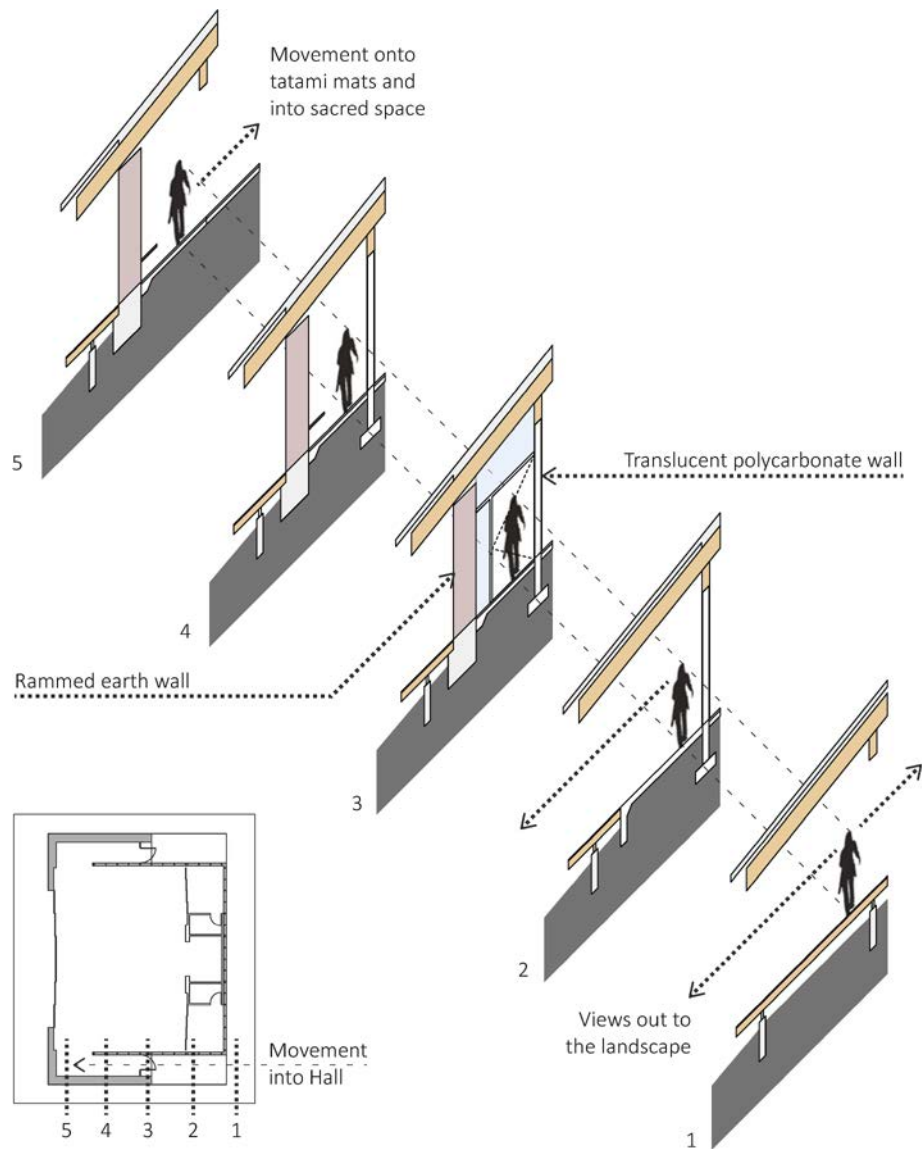 Movement onto
tatami mats and
into sacred space
5
Translucent polycarbonate wall
4
Rammed earth wall
3
2
Views out to
the landscape
Movement
into Hall
5 4 3 2 1
1